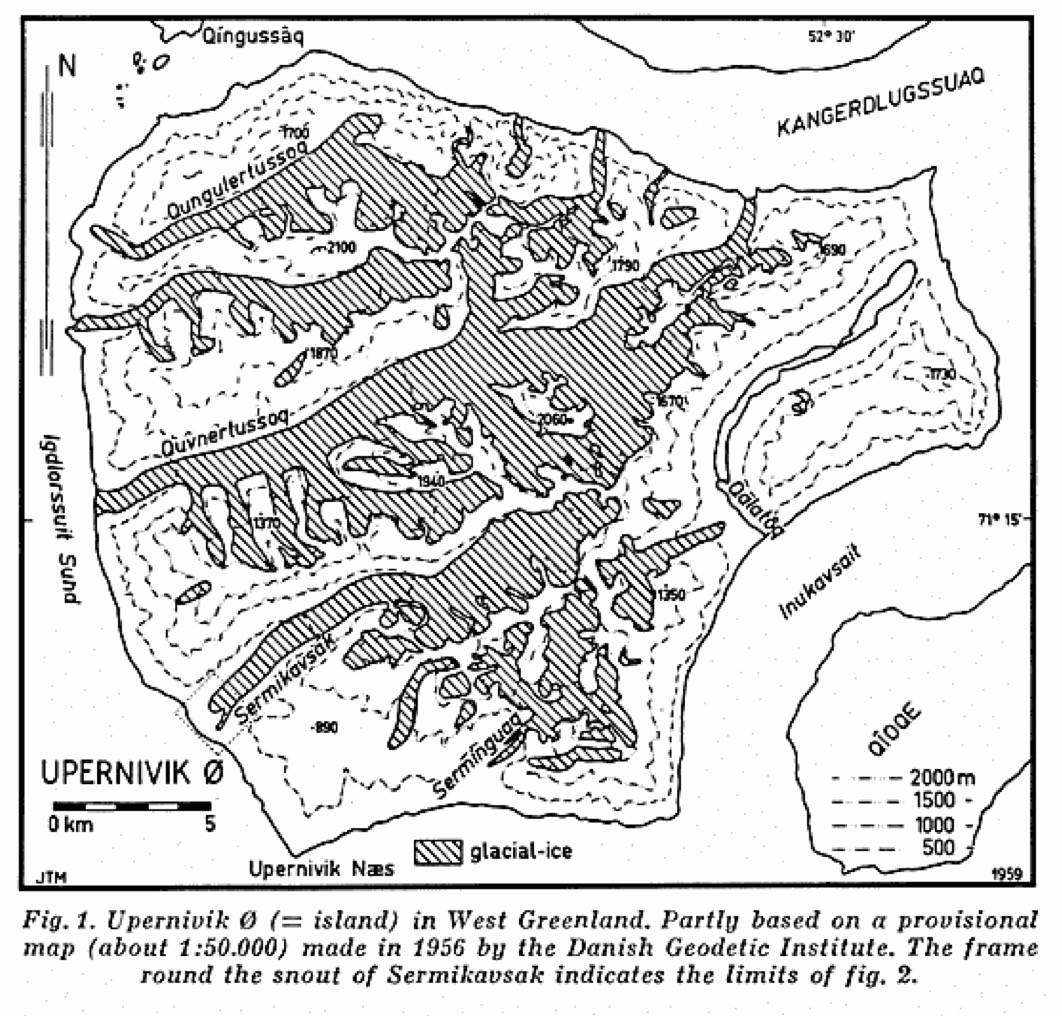 Qíngussâq
52° 30'
N
KANGERDLUGSSUAQ
1700
Qungulertussoq
2100
1790
1690
1870
1730
1670
2060
Quvnertussoq
1940
Qaiarfoq
1370
71° 15'
Igdlorssuit Sund
Inukavsait
1350
Sermikavsak
890
Sermínguaq
QÎOQE
UPERNIVIK Ø
0 km 5
2000 m
1500 -
1000 -
500 -
glacial-ice
Upernivik Næs
JTM
1959
Fig. 1. Upernivik Ø (= island) in West Greenland. Partly based on a provisional
map (about 1:50.000) made in 1956 by the Danish Geodetic Institute. The frame
round the snout of Sermikavsak indicates the limits of fig. 2.